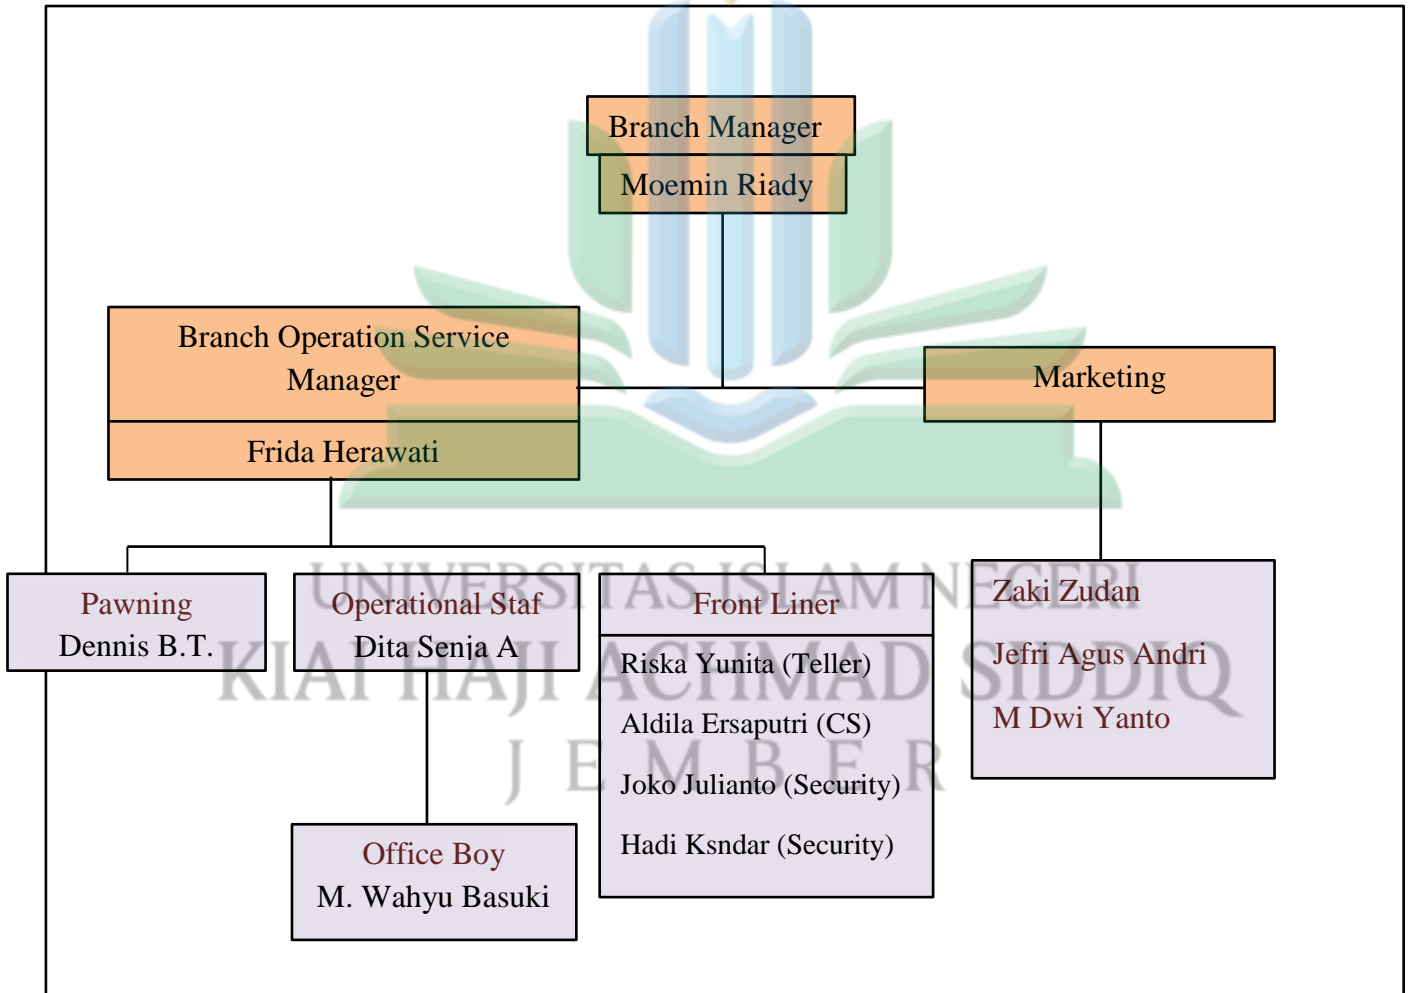 Branch Manager
Moemin Riady
Branch Operation Service
Manager
Frida Herawati
Marketing
Pawning
Dennis B.T.
Operational Staf
Dita Senja A
Office Boy
M. Wahyu Basuki
Front Liner
Riska Yunita (Teller)
Aldila Ersaputri (CS)
Joko Julianto (Security)
Hadi Ksndar (Security)
Zaki Zudan
Jefri Agus Andri
M Dwi Yanto
UNIVERSITAS ISLAM NEGERI
KIAI HAJI ACHMAD SIDDIQ
JEMBER